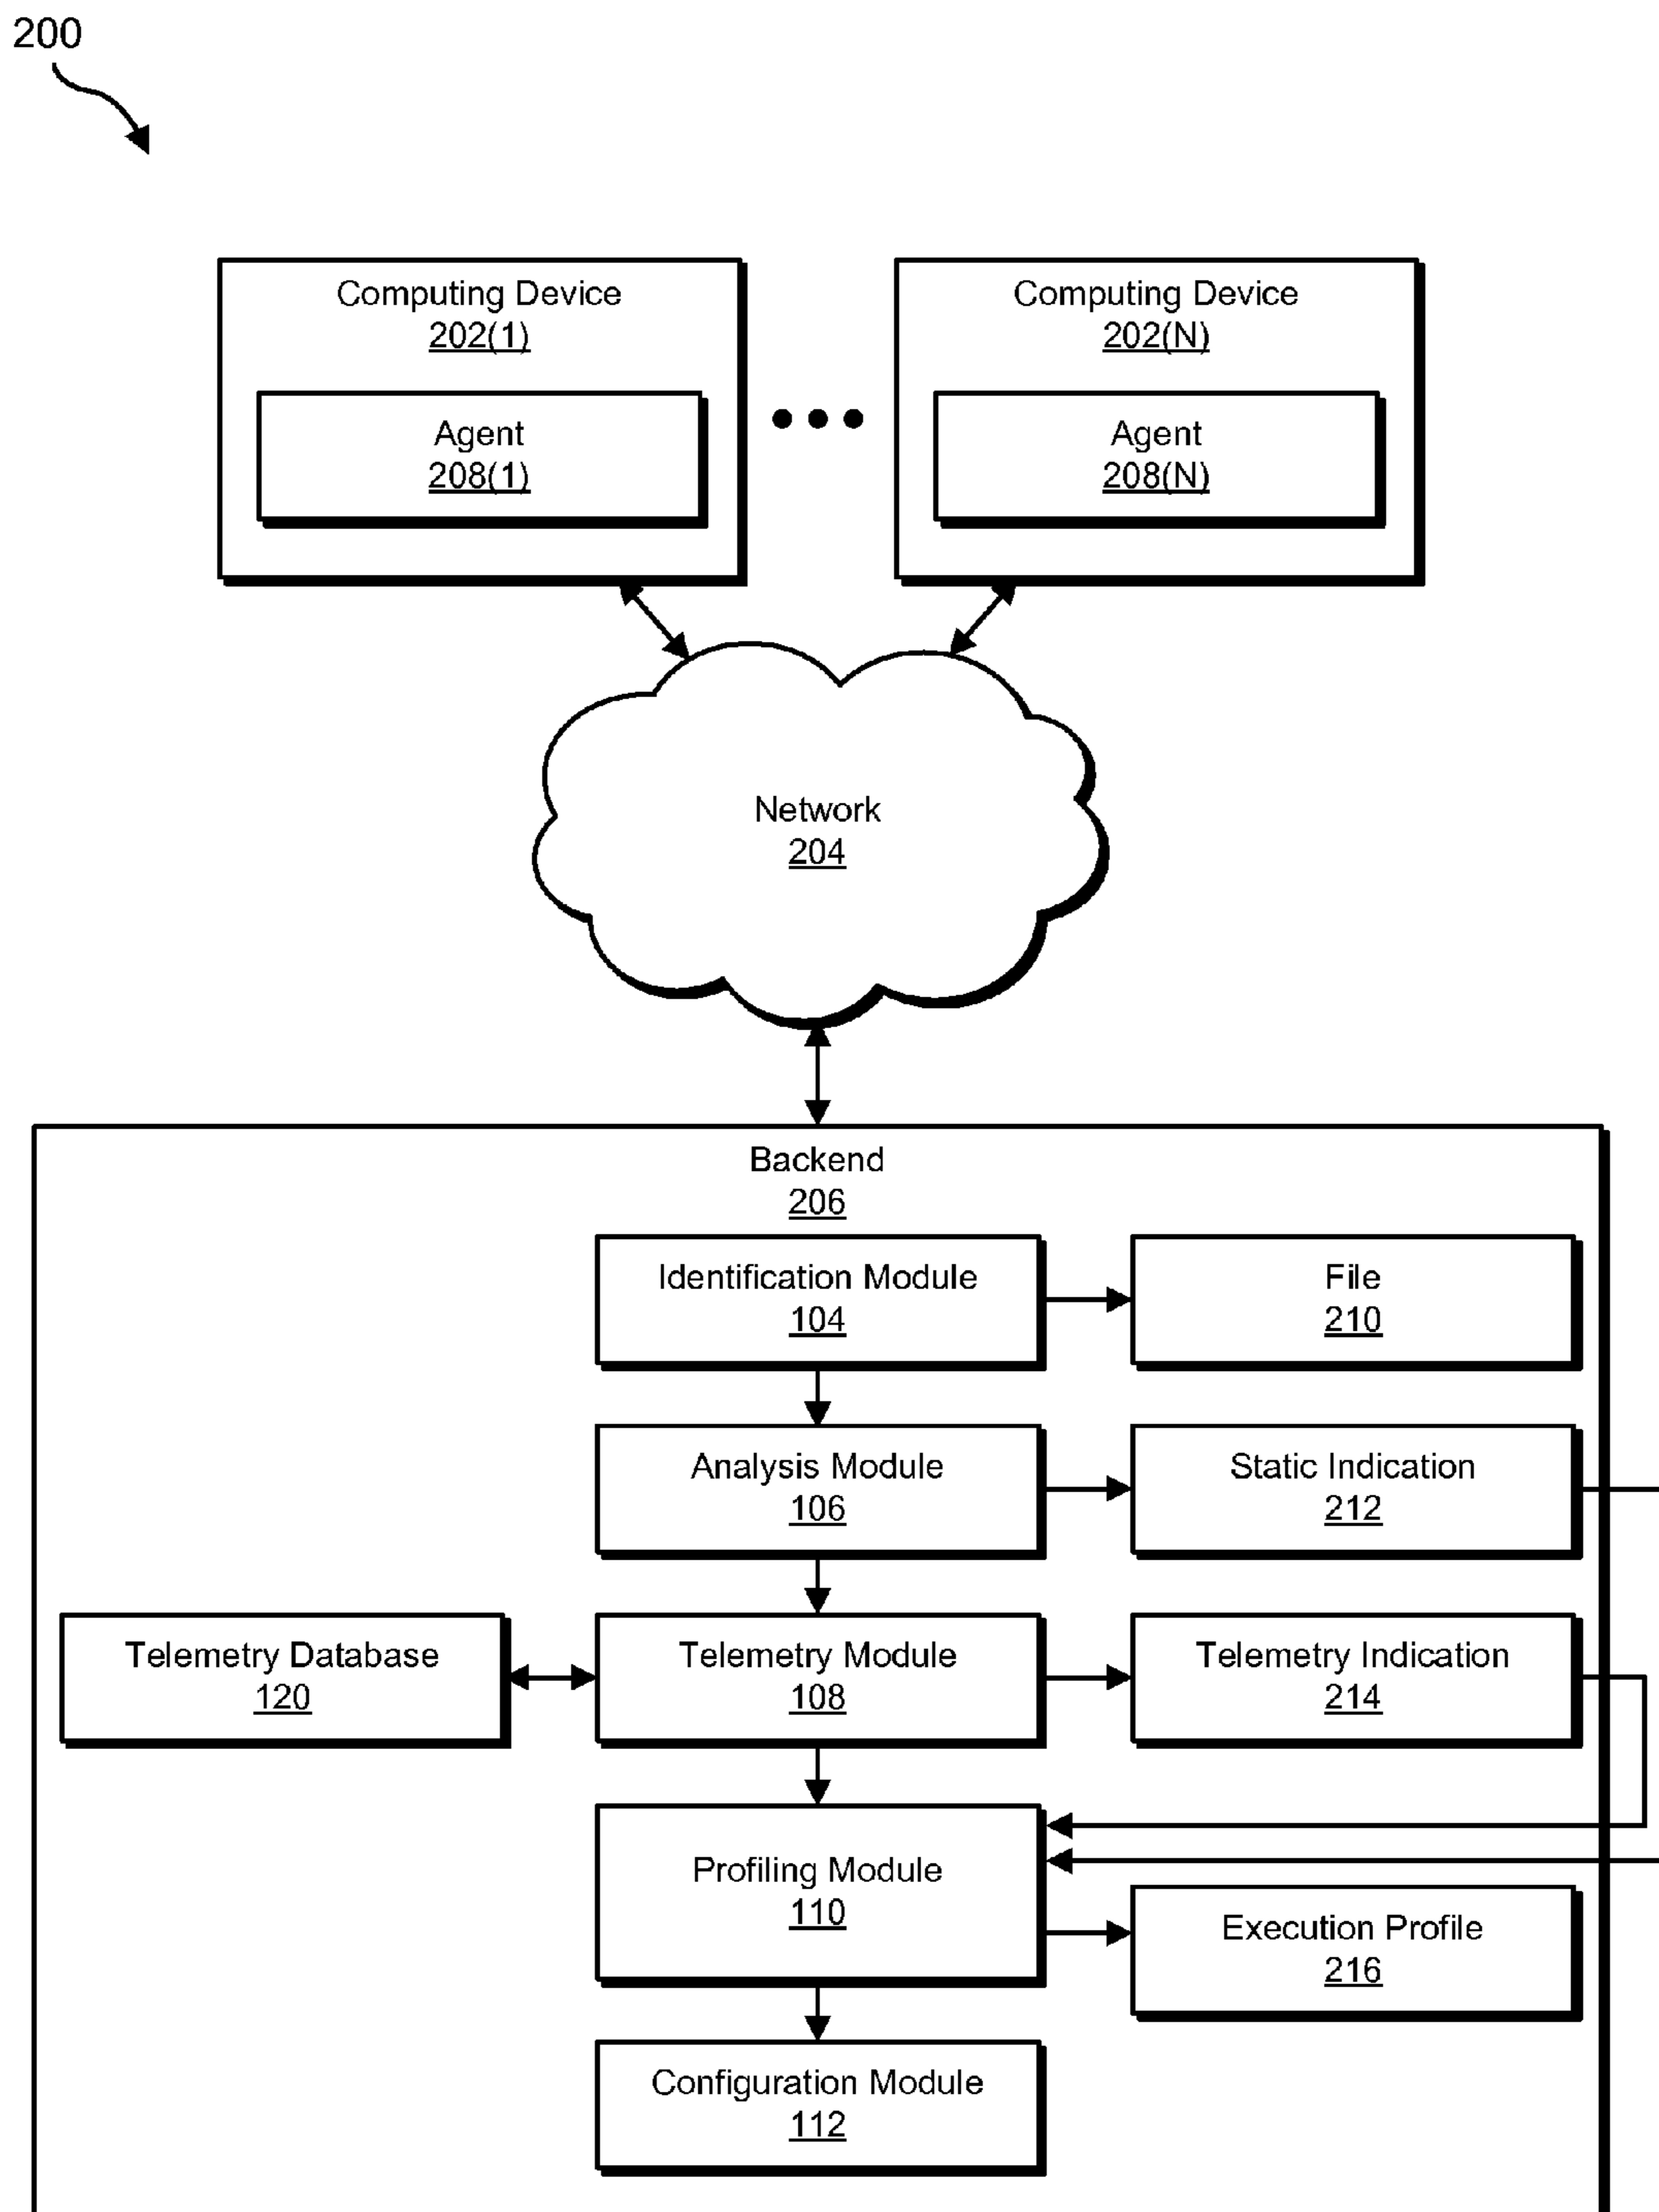 200
Computing Device
202(1)
Agent
208(1)
Computing Device
202(N)
Agent
208(N)
Network
204
Backend
206
Identification Module
104
File
210
Analysis Module
106
Static Indication
212
Telemetry Database
120
Telemetry Module
108
Telemetry Indication
214
Profiling Module
110
Execution Profile
216
Configuration Module
112